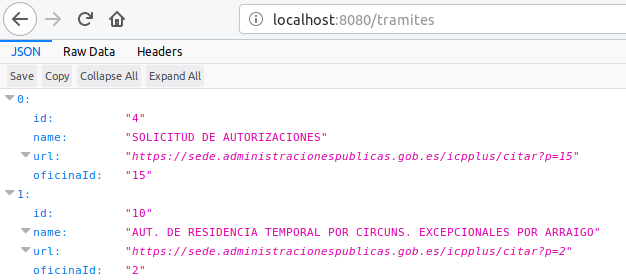 localhost:8080/tramites
JSON Raw Data Headers
Save Copy Collapse All Expand All
0:
id: "4"
name: "SOLICITUD DE AUTORIZACIONES"
url: "https://sede.administracionespublicas.gob.es/icpplus/citar?p=15"
oficinaId: "15"
1:
id: "10"
name: "AUT. DE RESIDENCIA TEMPORAL POR CIRCUNS. EXCEPCIONALES POR ARRAIGO"
url: "https://sede.administracionespublicas.gob.es/icpplus/citar?p=2"
oficinaId: "2"